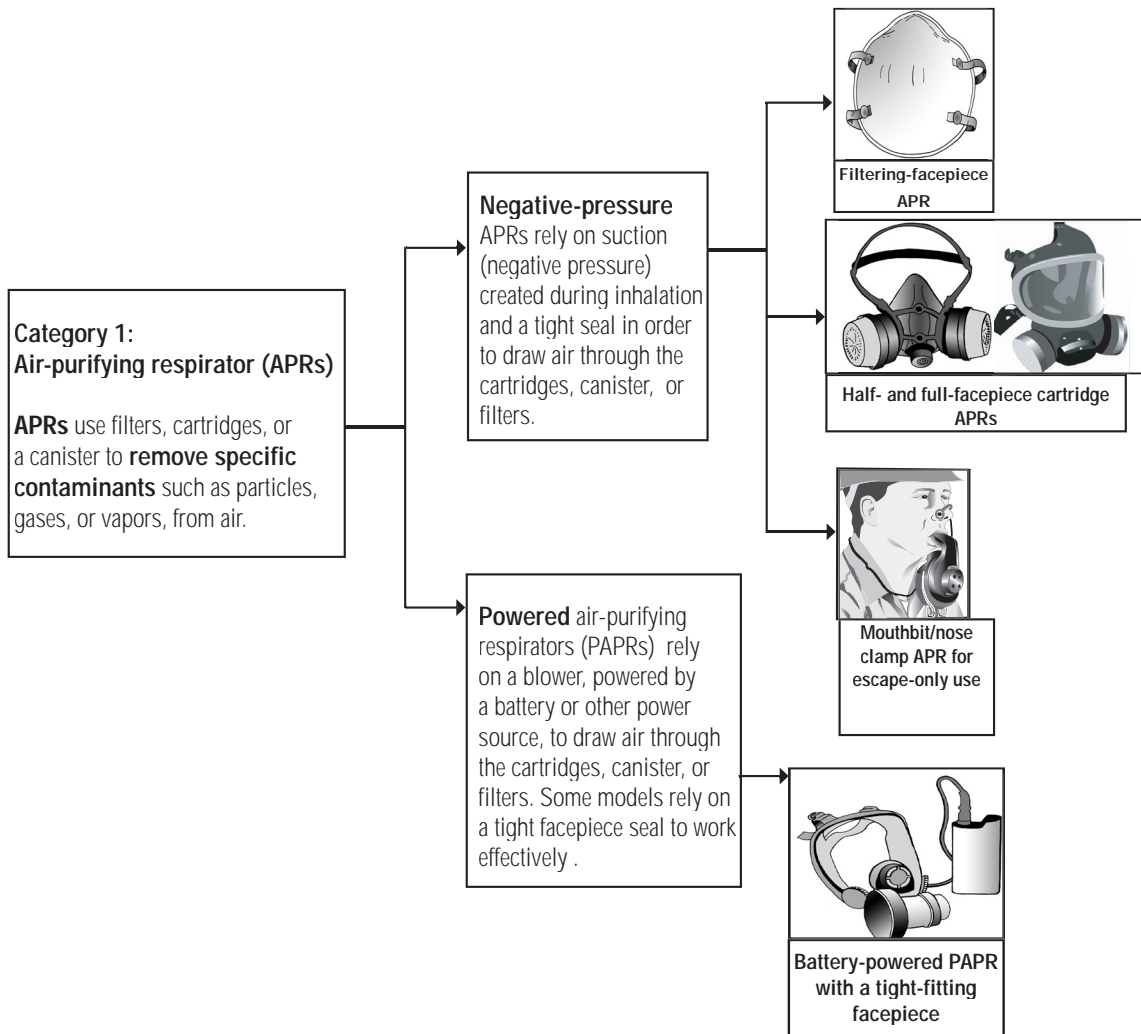 Category 1:
Air-purifying respirator (APRs)
APRs use filters, cartridges, or
a canister to remove specific
contaminants such as particles,
gases, or vapors, from air.
Negative-pressure
APRs rely on suction
(negative pressure)
created during inhalation
and a tight seal in order
to draw air through the
cartridges, canister, or
filters.
Filtering-facepiece
APR
Half- and full-facepiece cartridge
APRs
Mouthbit/nose
clamp APR for
escape-only use
Powered air-purifying
respirators (PAPRs) rely
on a blower, powered by
a battery or other power
source, to draw air through
the cartridges, canister, or
filters. Some models rely on
a tight facepiece seal to work
effectively .
Battery-powered PAPR
with a tight-fitting
facepiece